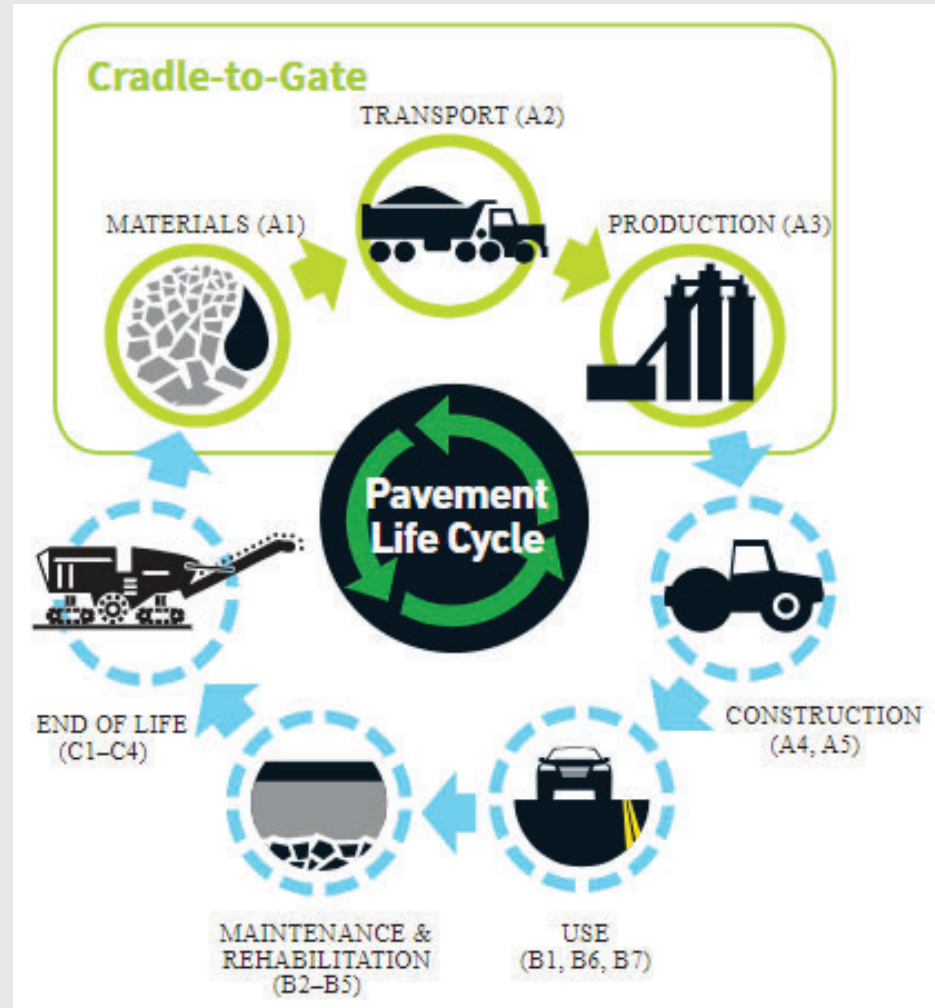 Cradle-to-Gate
TRANSPORT (A2)
MATERIALS (A1)
PRODUCTION (A3)
Pavement
Life Cycle
CONSTRUCTION
(A4, A5)
END OF LIFE
(C1–C4)
MAINTENANCE &
REHABILITATION
(B2–B5)
USE
(B1, B6, B7)